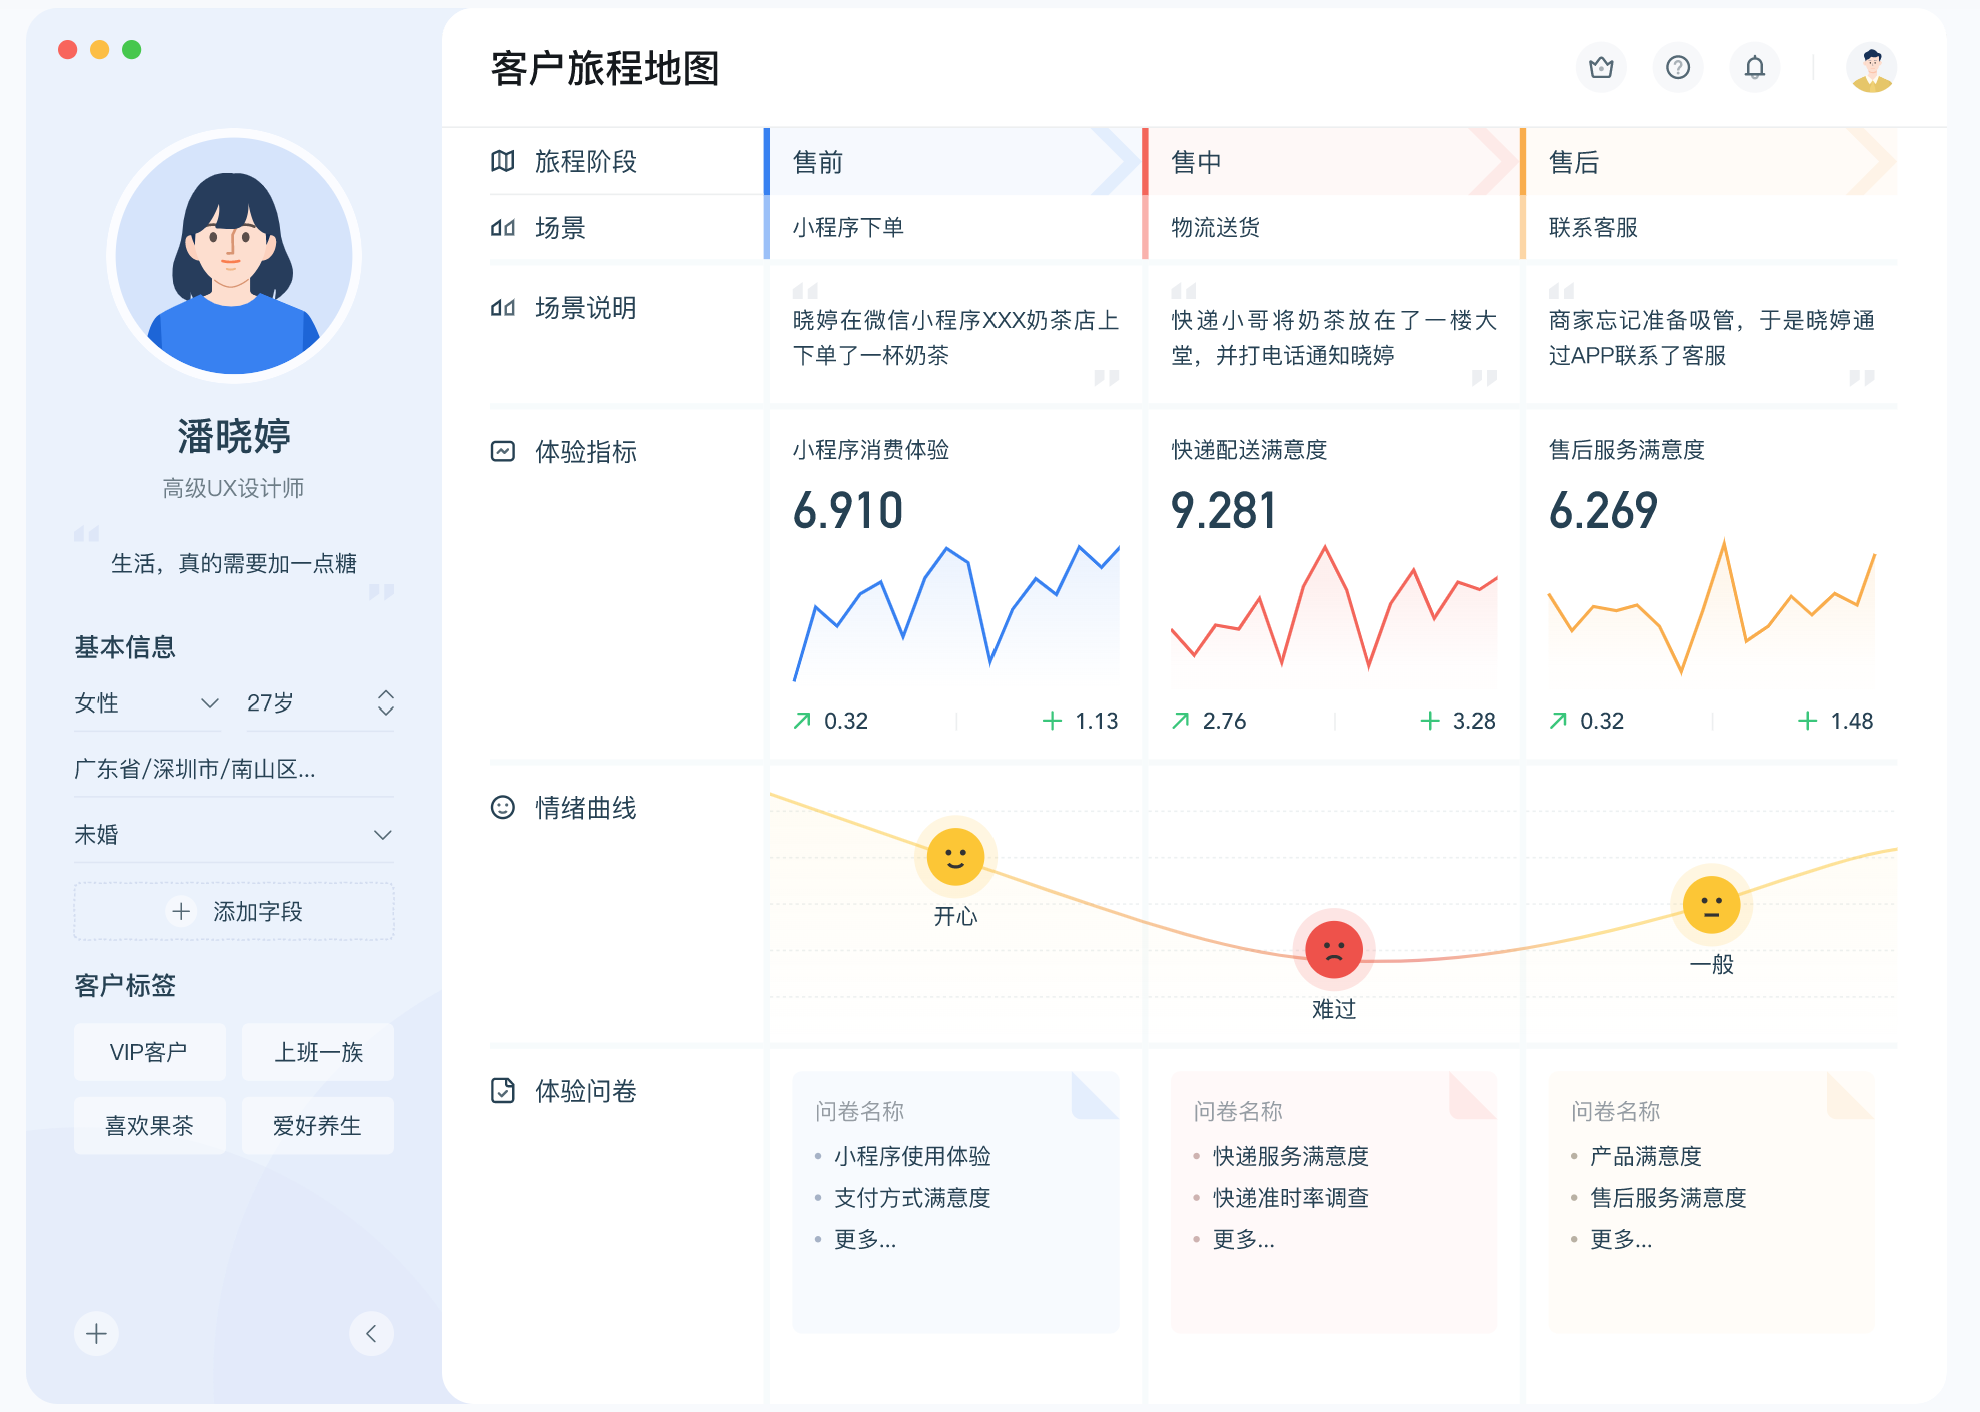 潘晓婷
高级UX设计师
生活，真的需要加一点糖
基本信息
女性
27岁
广东省/深圳市/南山区...
未婚
添加字段
客户标签
VIP客户
上班一族
喜欢果茶
爱好养生
客户旅程地图
旅程阶段
售前
售中
售后
场景
小程序下单
物流送货
联系客服
场景说明
晓婷在微信小程序XXX奶茶店上
下单了一杯奶茶
快递小哥将奶茶放在了一楼大
堂，并打电话通知晓婷
商家忘记准备吸管，于是晓婷通
过APP联系了客服
体验指标
小程序消费体验
6.910
0.32
1.13
快递配送满意度
9.281
2.76
3.28
售后服务满意度
6.269
0.32
1.48
情绪曲线
开心
难过
一般
体验问卷
问卷名称
小程序使用体验
支付方式满意度
更多...
问卷名称
快递服务满意度
快递准时率调查
更多...
问卷名称
产品满意度
售后服务满意度
更多...